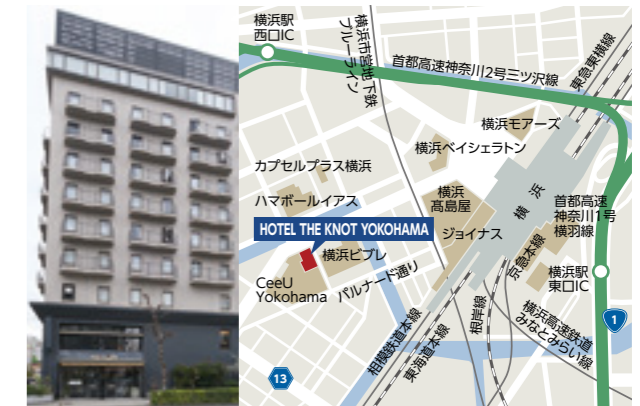 横浜駅
西口IC
横浜市営地下鉄
ブルーライン
首都高速神奈川2号三ツ沢線
東急東横線
横浜モアーズ
横浜ベイシェラトン
カプセルプラス横浜
ハマボールイアス
横浜
髙島屋
横浜
首都高速
神奈川1号
横羽線
HOTEL THE KNOT YOKOHAMA
ジョイナス
京急本線
横浜ビブレ
横浜駅
東口IC
CeeU
Yokohama
パルナード通り
根岸線
横浜高速鉄道
みなとみらい線
1
相模鉄道本線
東海道本線
13